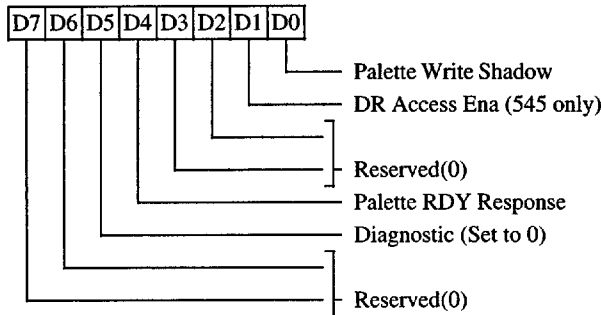 D7 D6 D5 D4 D3 D2 D1 D0
Palette Write Shadow
DR Access Ena (545 only)
Reserved(0)
Palette RDY Response
Diagnostic (Set to 0)
Reserved(0)